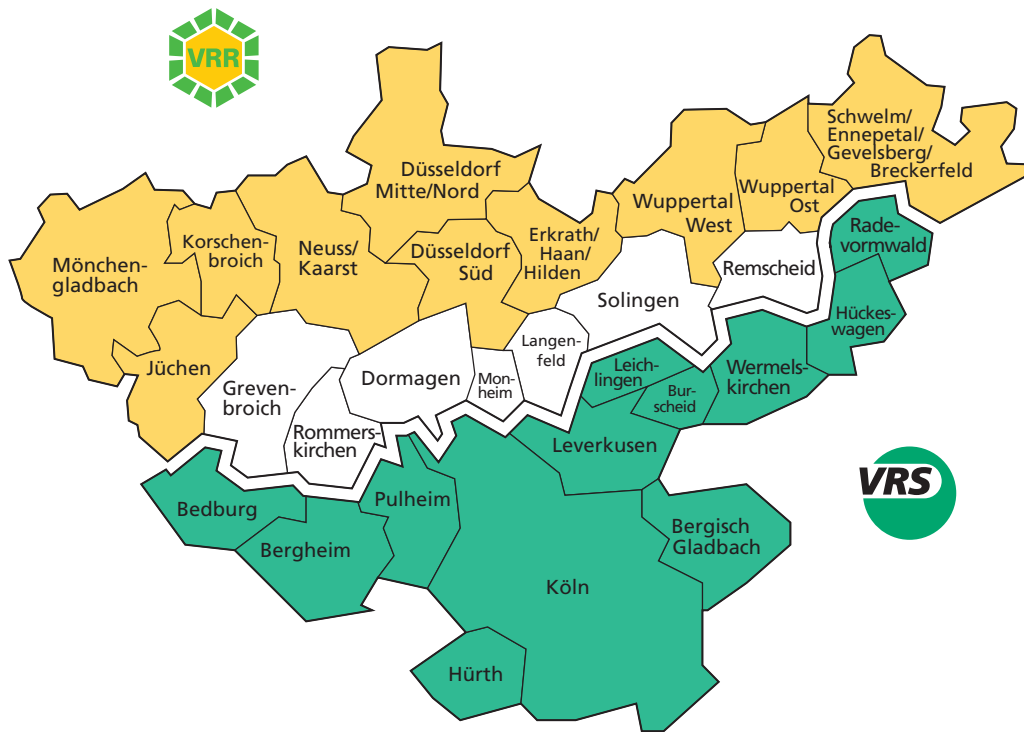 VRR
Schwelm/
Ennepetal/
Gevelsberg/
Breckerfeld
Düsseldorf
Mitte/Nord
Wuppertal
Ost
Wuppertal
West
Rade-
vormwald
Korschen-
broich
Neuss/
Kaarst
Düsseldorf
Süd
Erkrath/
Haan/
Hilden
Mönchen-
gladbach
Remscheid
Solingen
Hückes-
wagen
Jüchen
Langen-
feld
Greven-
broich
Dormagen
Mon-
heim
Leich-
lingen
Wermels-
kirchen
Bur-
scheid
Rommers-
kirchen
Leverkusen
VRS
Bedburg
Pulheim
Bergheim
Bergisch
Gladbach
Köln
Hürth